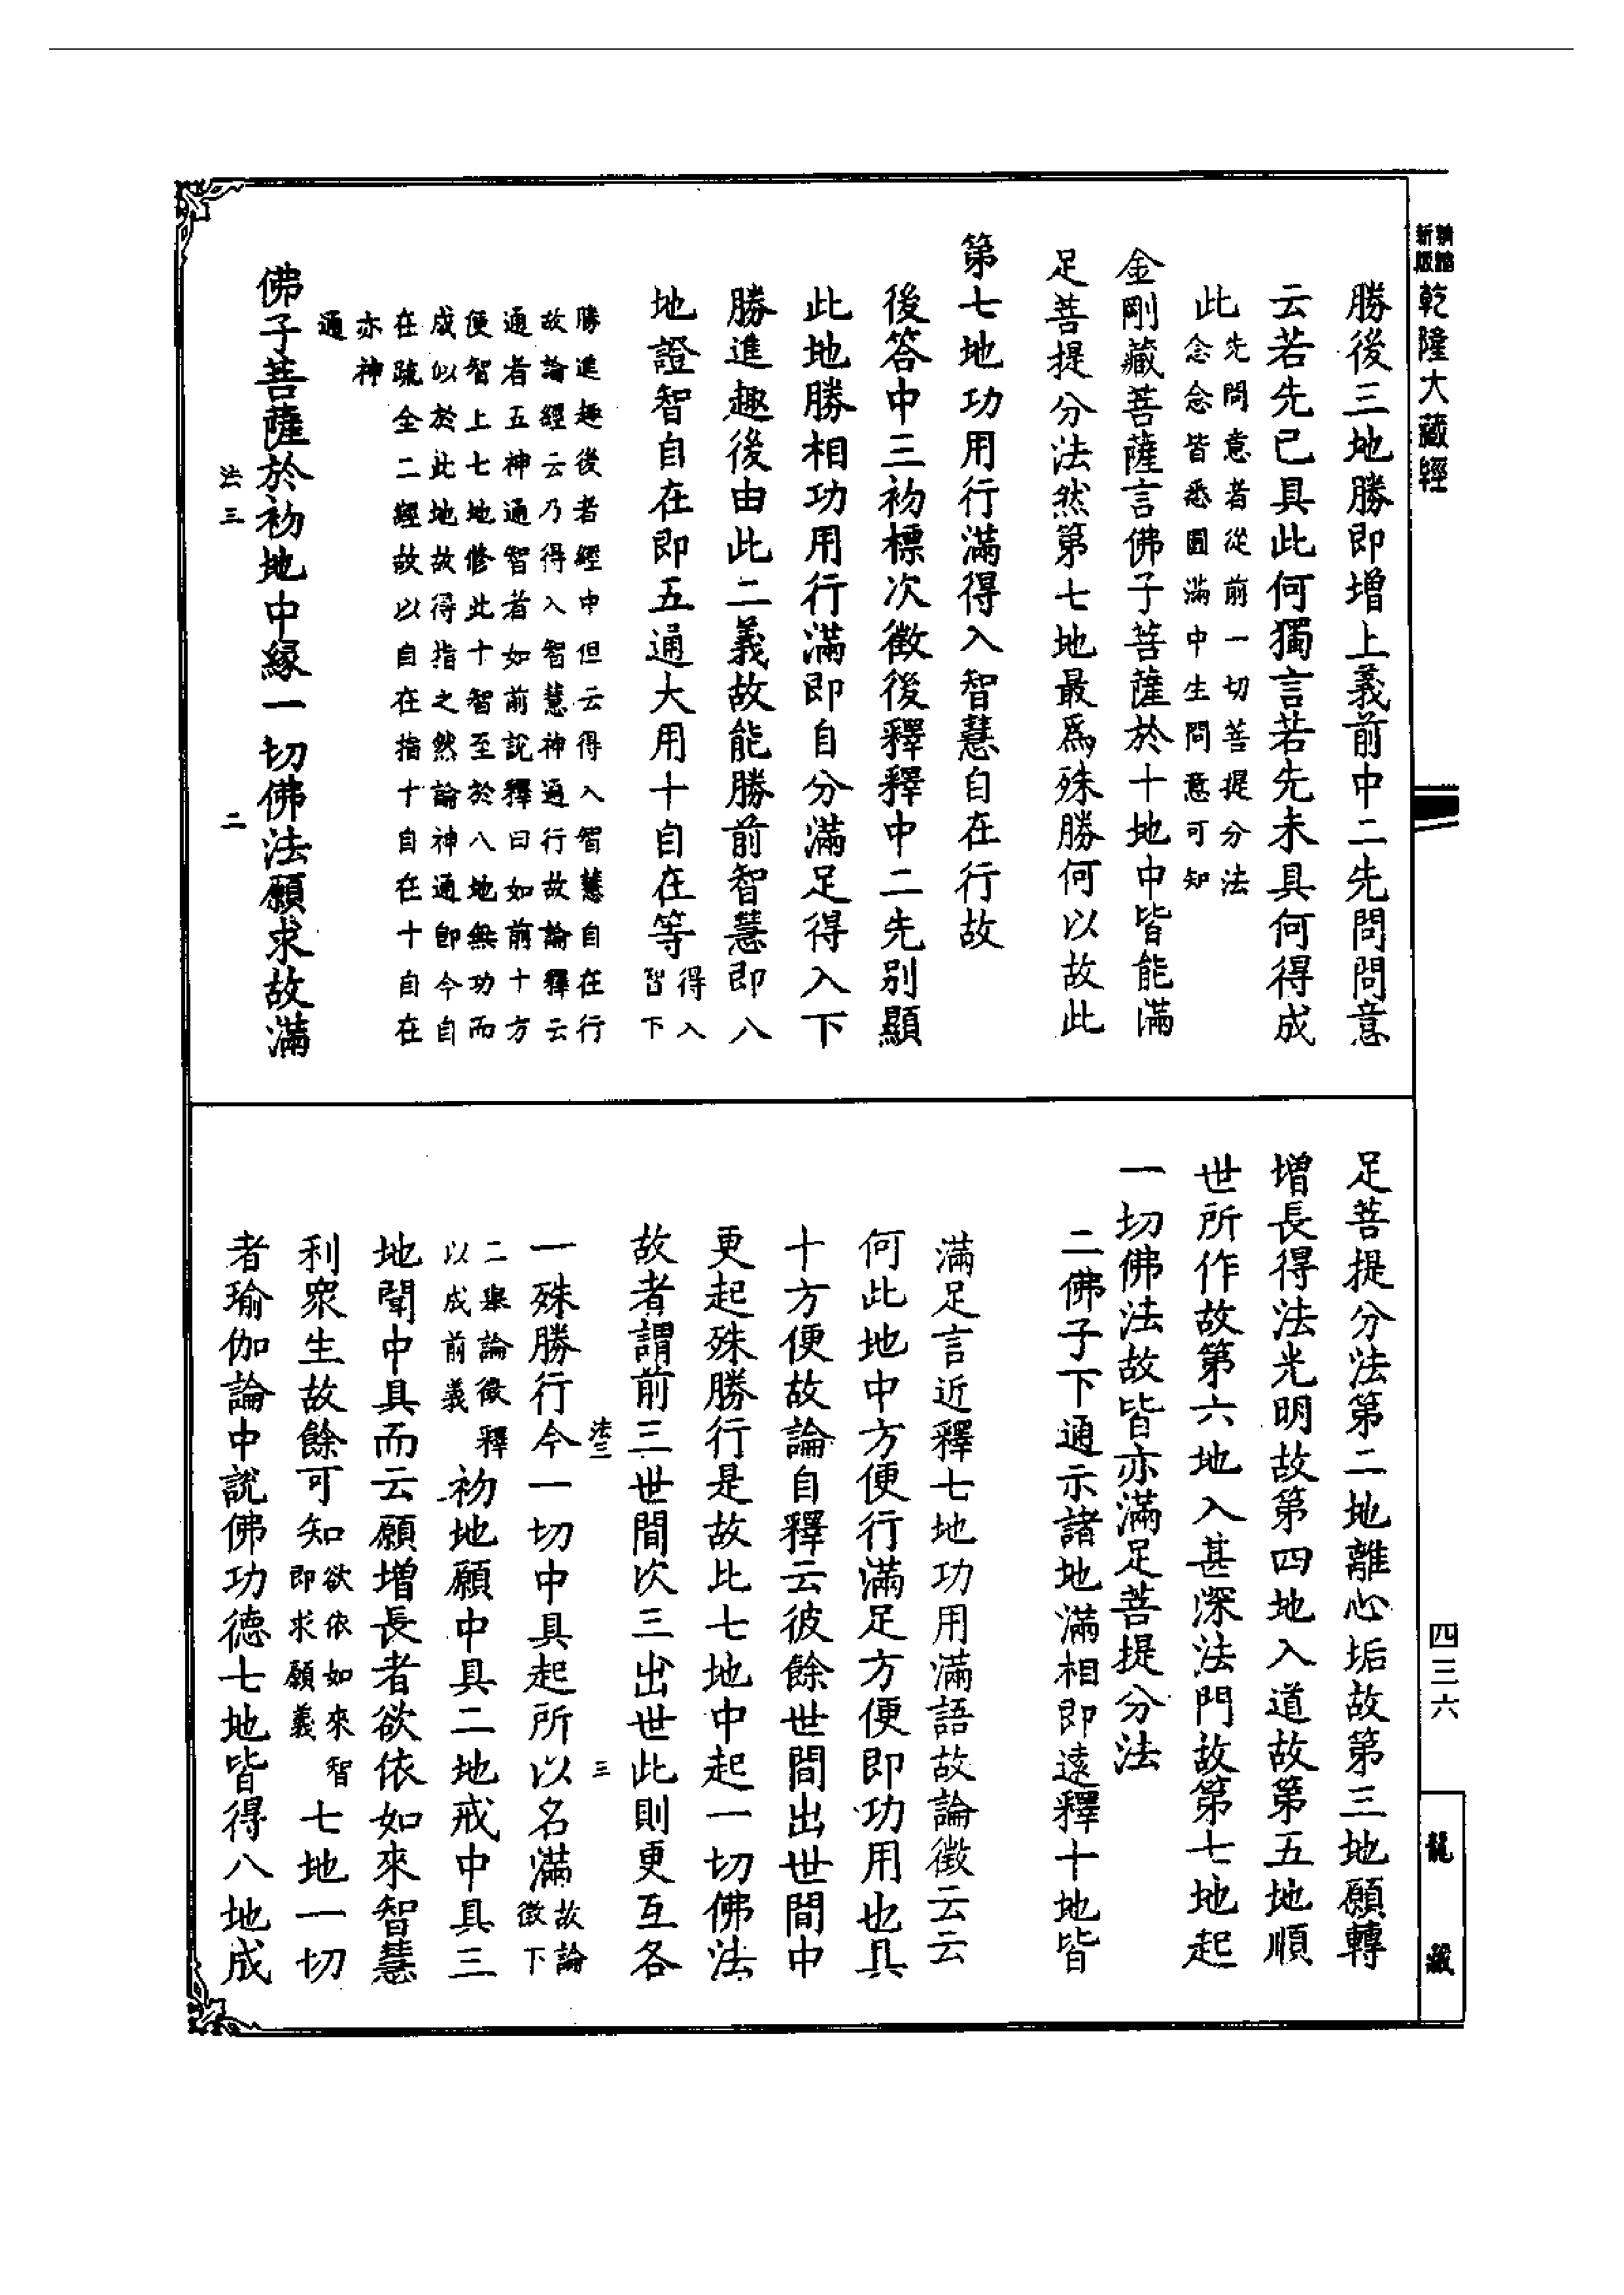 新版
精縮
乾隆大藏經
勝後三地勝即增上義前中二先問問意
云若先已具此何獨言若先未具何得成
此
先問意者從前一切菩提分法
念念皆悉圓滿中生問意可知
金剛藏菩薩言佛子菩薩於十地中皆能滿
足菩提分法然第七地最爲殊勝何以故此
第七地功用行滿得入智慧自在行故
後答中三初標次徵後釋釋中二先別顯
此地勝相功用行滿即自分滿足得入下
勝進趣後由此二義故能勝前智慧即八
地證智自在即五通大用十自在等
得入
智下
勝進趣後者經中但云得入智慧自在行
故論經云乃得入智慧神通行故論釋云
通者五神通智者如前說釋曰如前十方
便智上七地修此十智至於八地無功而
成似於此地故得指之然論神通即今自
在疏全二經故以自在指十自在十自在
亦神
通
佛子菩薩於初地中緣一切佛法願求故滿
法三
二
足菩提分法第二地離心垢故第三地願轉
增長得法光明故第四地入道故第五地順
世所作故第六地入甚深法門故第七地起
一切佛法故皆亦滿足菩提分法
二佛子下通示諸地滿相即遠釋十地皆
滿足言近釋七地功用滿語故論徵云云
何此地中方便行滿足方便即功用也具
十方便故論自釋云彼餘世間出世間中
更起殊勝行是故此七地中起一切佛法
故者謂前三世間次三出世此則更互各
法三
三
一殊勝行今一切中具起所以名滿
故論
徵下
二舉論徵釋
以成前義
初地願中具二地戒中具三
地聞中具而云願增長者欲依如來智慧
利衆生故餘可知
欲依如來智
即求願義
七地一切
者瑜伽論中說佛功德七地皆得八地成
四三六
龍藏